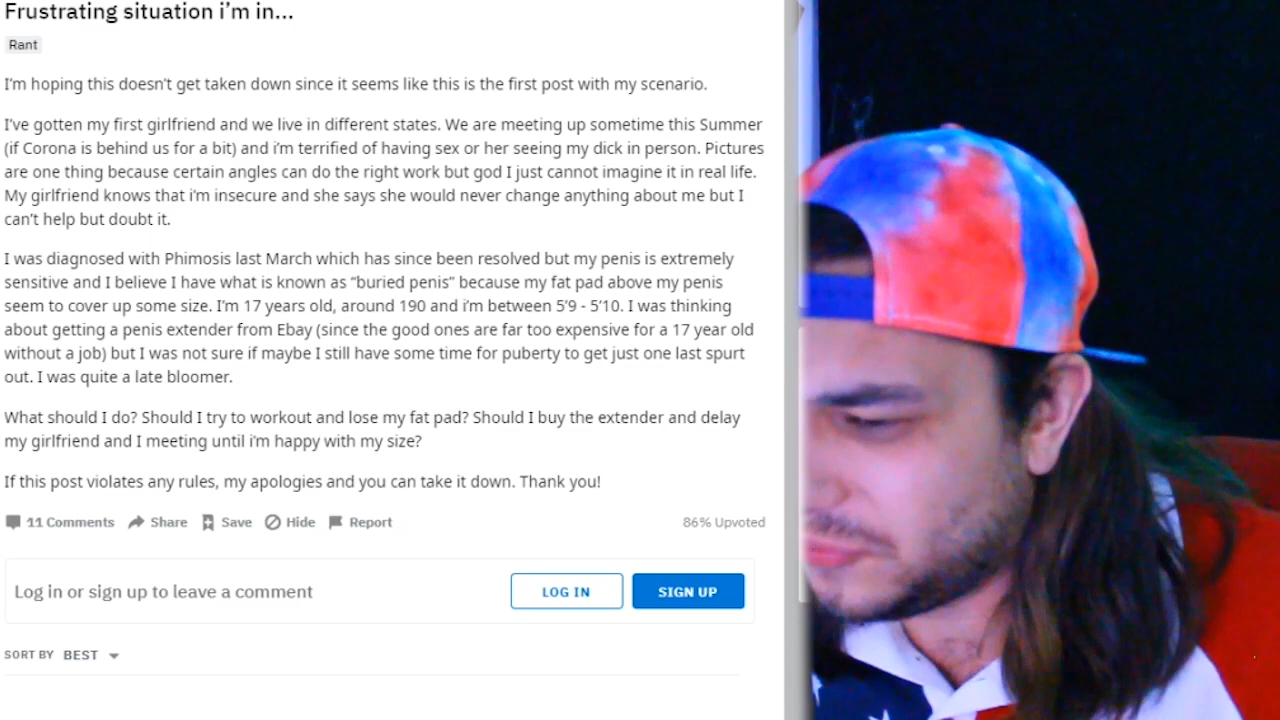 Frustrating situation i'm in...
Rant
I'm hoping this doesn't get taken down since it seems like this is the first post with my scenario.
I've gotten my first girlfriend and we live in different states. We are meeting up sometime this Summer
(if Corona is behind us for a bit) and i'm terrified of having sex or her seeing my dick in person. Pictures
are one thing because certain angles can do the right work but god I just cannot imagine it in real life.
My girlfriend knows that i'm insecure and she says she would never change anything about me but I
can't help but doubt it.
I was diagnosed with Phimosis last March which has since been resolved but my penis is extremely
sensitive and I believe I have what is known as “buried penis” because my fat pad above my penis
seem to cover up some size. I'm 17 years old, around 190 and i'm between 5'9 - 5'10. I was thinking
about getting a penis extender from Ebay (since the good ones are far too expensive for a 17 year old
without a job) but I was not sure if maybe I still have some time for puberty to get just one last spurt
out. I was quite a late bloomer.
What should I do? Should I try to workout and lose my fat pad? Should I buy the extender and delay
my girlfriend and I meeting until i'm happy with my size?
If this post violates any rules, my apologies and you can take it down. Thank you!
11 Comments Share Save Hide Report 86% Upvoted
Log in or sign up to leave a comment LOG IN SIGN UP
SORT BY BEST